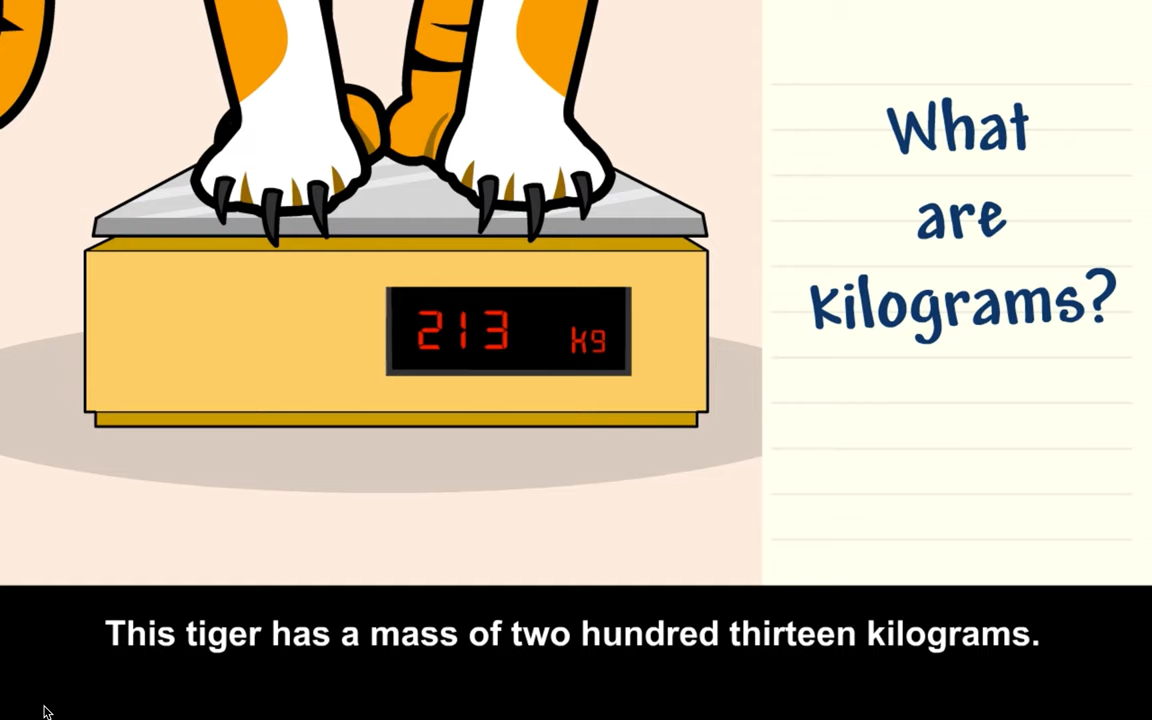 213 kg
What
are
kilograms?
This tiger has a mass of two hundred thirteen kilograms.